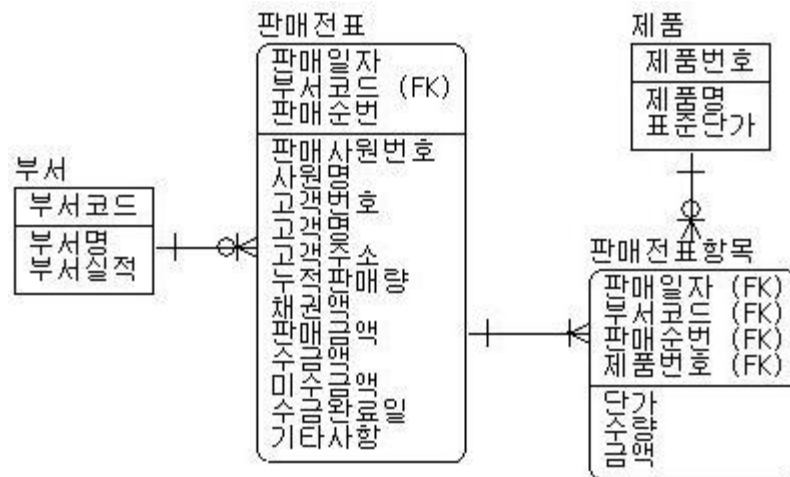 판매전표
판매일자
부서코드 (FK)
판매순번
판매사원번호
사원명
고객번호
고객명
고객주소
누적판매량
채권액
판매금액
수금액
미수금액
수금완료일
기타사항
제품
제품번호
제품명
표준단가
부서
부서코드
부서명
부서실적
판매전표항목
판매일자 (FK)
부서코드 (FK)
판매순번 (FK)
제품번호 (FK)
단가
수량
금액